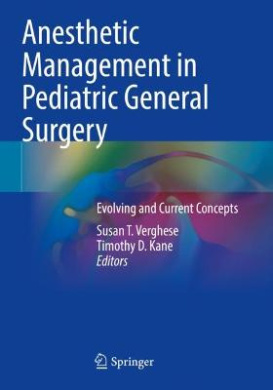 Anesthetic
Management in
Pediatric General
Surgery
Evolving and Current Concepts
Susan T. Verghese
Timothy D. Kane
Editors
Springer